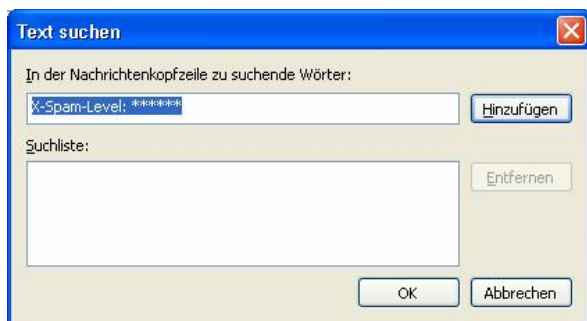 Text suchen
In der Nachrichtenkopfzeile zu suchende Wörter:
X-Spam-Level: ******
Hinzufügen
Suchliste:
Entfernen
OK
Abbrechen